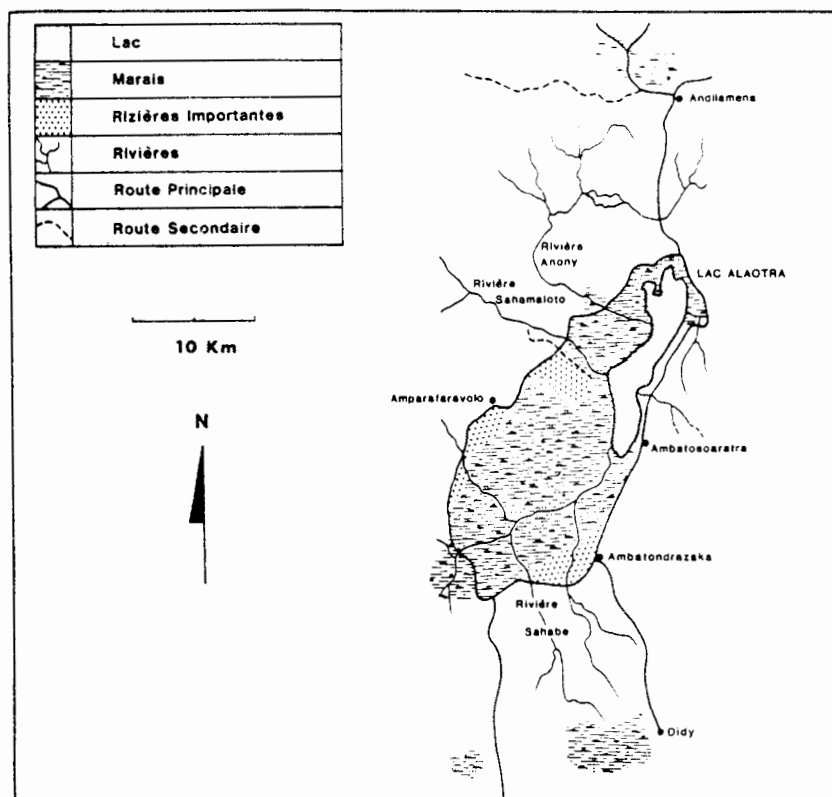 Lac
Marais
Rizières Importantes
Rivières
Route Principale
Route Secondaire
10 Km
N
Andilamena
Rivière
Anony
LAC ALAOTRA
Rivière
Sahamaloto
Amparafaravolo
Ambatosoaratra
Ambatondrazaka
Rivière
Sahabe
Didy